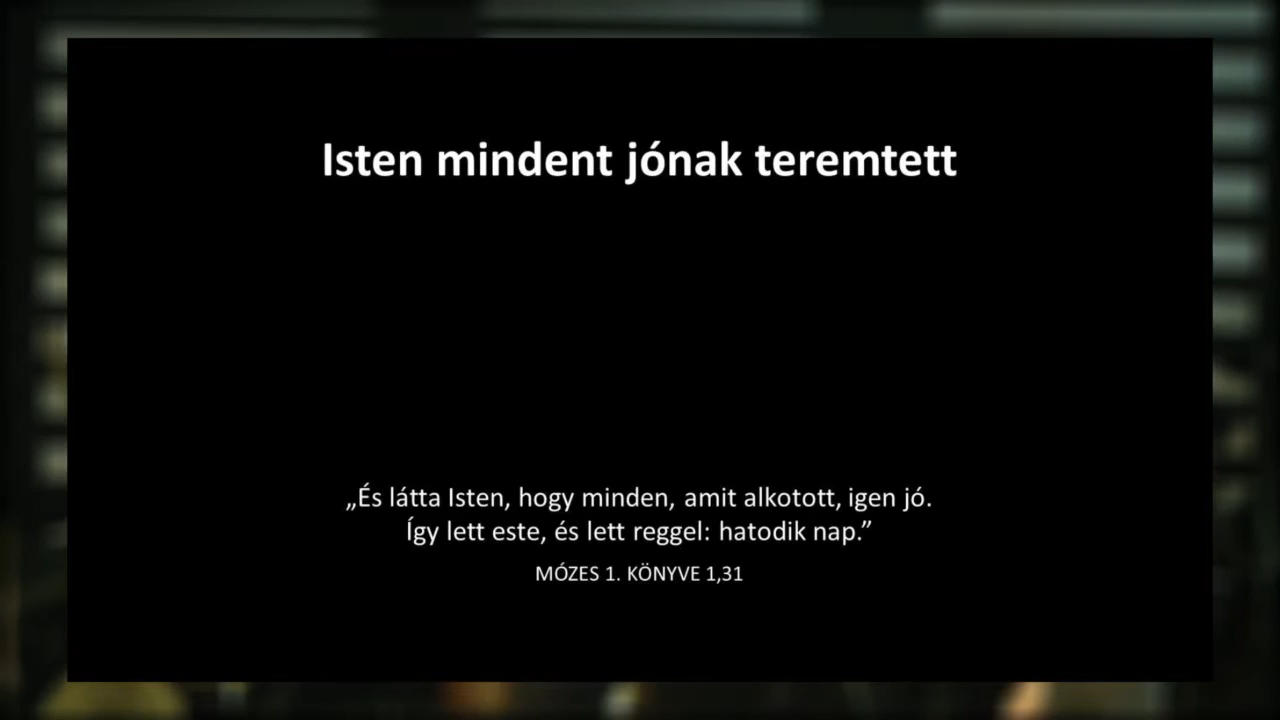 Isten mindent jónak teremtett
„És látta Isten, hogy minden, amit alkotott, igen jó.
Így lett este, és lett reggel: hatodik nap.”
MÓZES 1. KÖNYVE 1,31